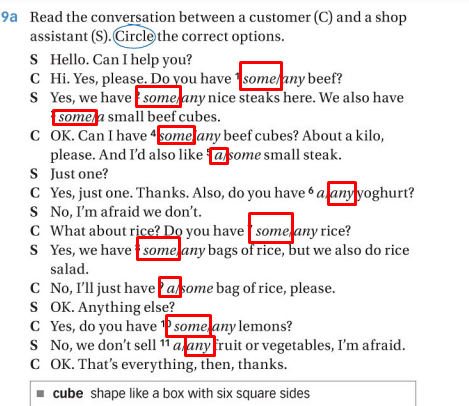 9a Read the conversation between a customer (C) and a shop
assistant (S). Circle the correct options.
S Hello. Can I help you?
C Hi. Yes, please. Do you have ¹ some/any beef?
S Yes, we have ² some/any nice steaks here. We also have
³ some/a small beef cubes.
C OK. Can I have ⁴ some/any beef cubes? About a kilo,
please. And I’d also like ⁵ a/some small steak.
S Just one?
C Yes, just one. Thanks. Also, do you have ⁶ a/any yoghurt?
S No, I’m afraid we don’t.
C What about rice? Do you have ⁷ some/any rice?
S Yes, we have ⁸ some/any bags of rice, but we also do rice
salad.
C No, I’ll just have ⁹ a/some bag of rice, please.
S OK. Anything else?
C Yes, do you have ¹⁰ some/any lemons?
S No, we don’t sell ¹¹ a/any fruit or vegetables, I’m afraid.
C OK. That’s everything, then, thanks.
■ cube shape like a box with six square sides